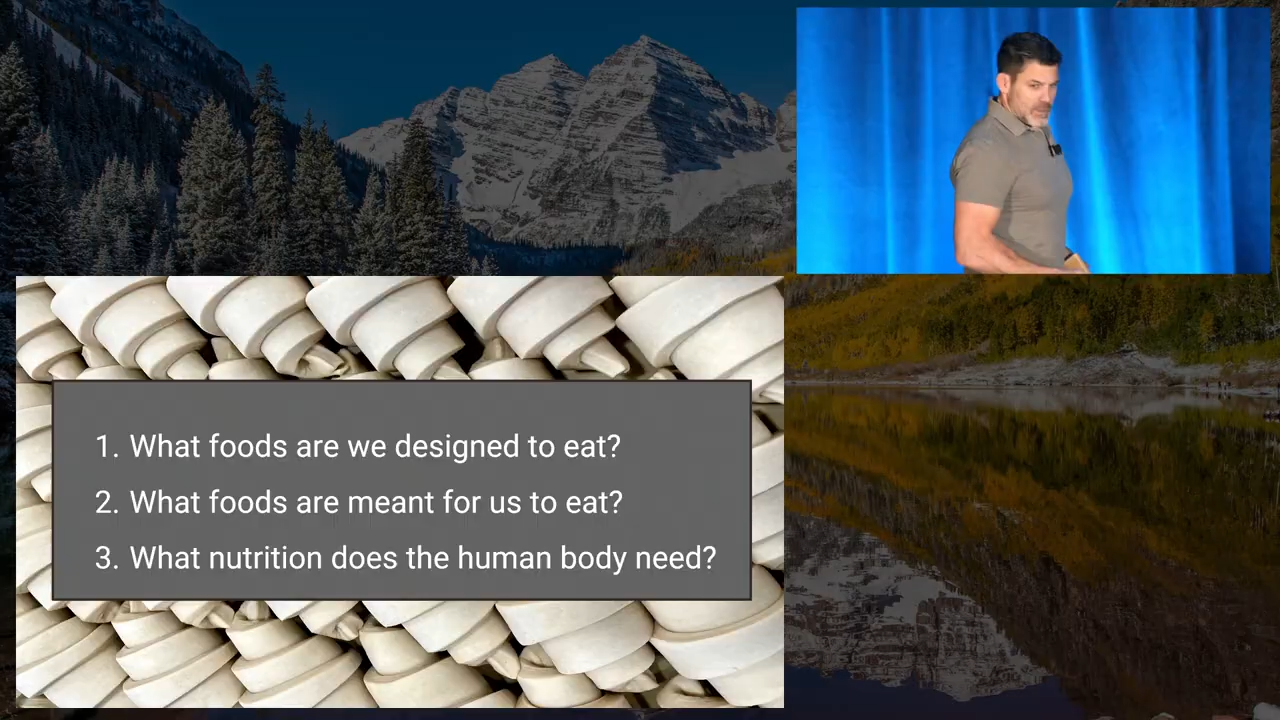 1. What foods are we designed to eat?
2. What foods are meant for us to eat?
3. What nutrition does the human body need?